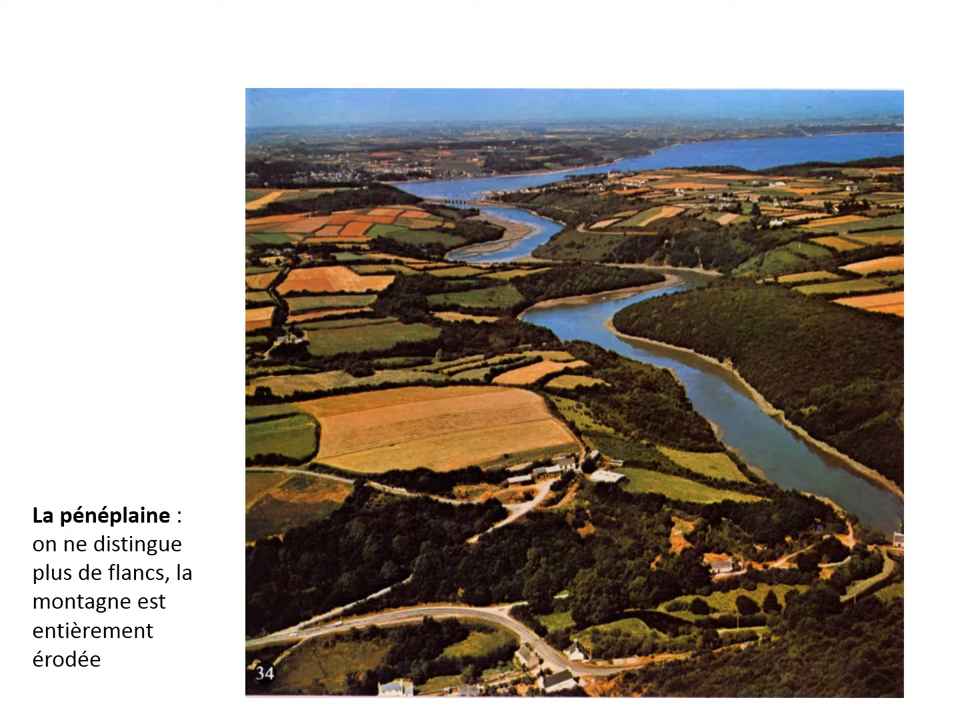 La pénéplaine :
on ne distingue
plus de flancs, la
montagne est
entièrement
érodée
34